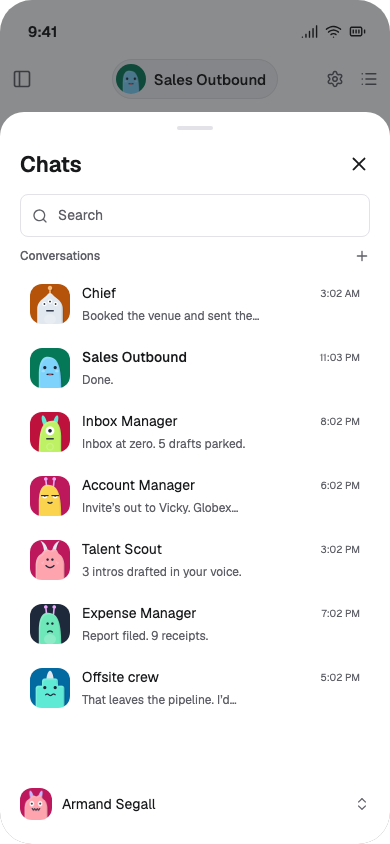 9:41
Sales Outbound
Chats
Search
Conversations
Chief
3:02 AM
Booked the venue and sent the…
Sales Outbound
11:03 PM
Done.
Inbox Manager
8:02 PM
Inbox at zero. 5 drafts parked.
Account Manager
6:02 PM
Invite's out to Vicky. Globex…
Talent Scout
3:02 PM
3 intros drafted in your voice.
Expense Manager
7:02 PM
Report filed. 9 receipts.
Offsite crew
5:02 PM
That leaves the pipeline. I'd…
Armand Segall